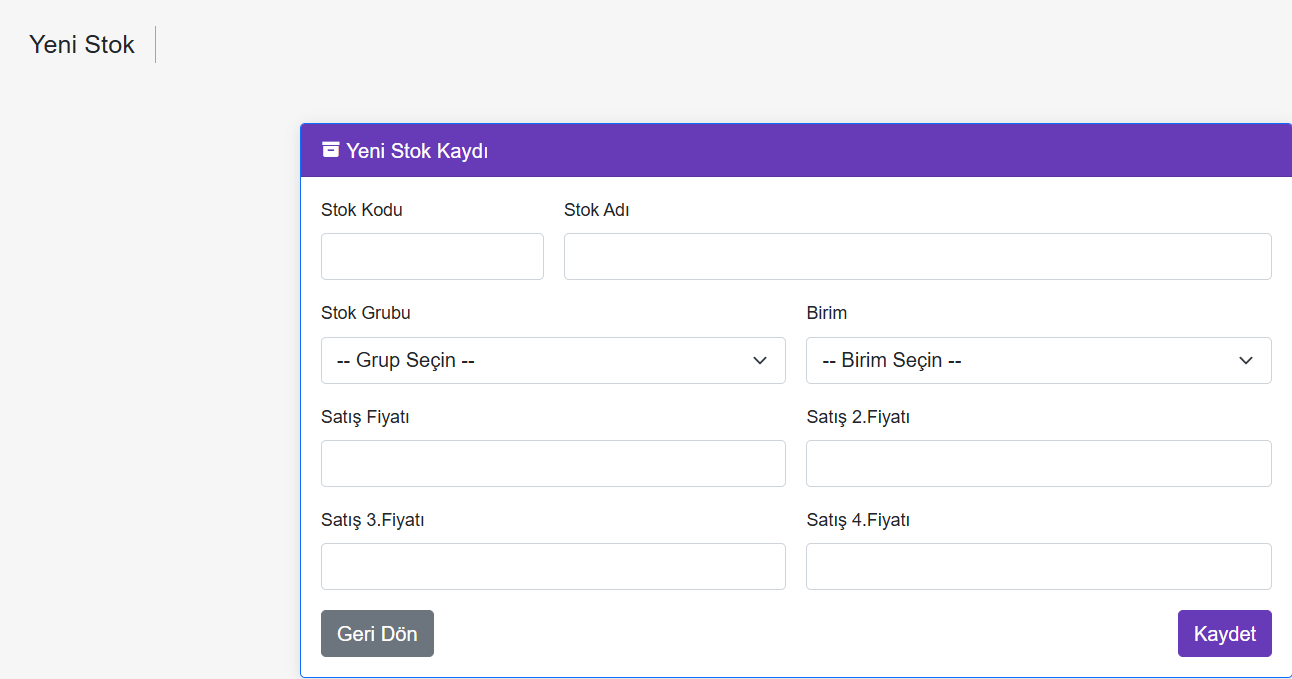 Yeni Stok
Yeni Stok Kaydı
Stok Kodu Stok Adı
Stok Grubu Birim
-- Grup Seçin -- -- Birim Seçin --
Satış Fiyatı Satış 2.Fiyatı
Satış 3.Fiyatı Satış 4.Fiyatı
Geri Dön Kaydet